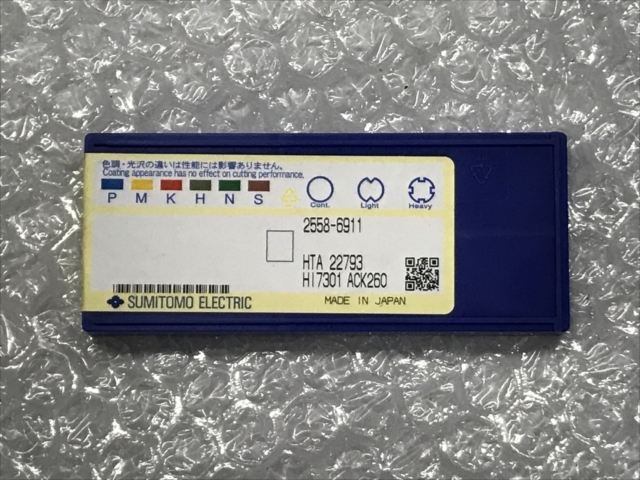 色調・光沢の違いは性能には影響ありません。
Coating appearance has no effect on cutting performance.
P M K H N S
Cont. Light Heavy
2558-6911
HTA 22793
HI7301 ACK260
SUMITOMO ELECTRIC MADE IN JAPAN